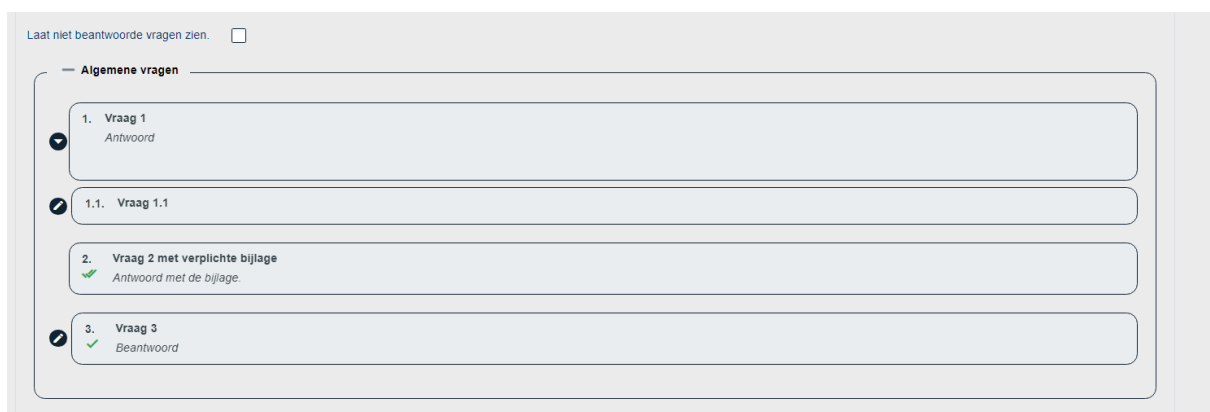 Laat niet beantwoorde vragen zien.
Algemene vragen
1. Vraag 1
Antwoord
1.1. Vraag 1.1
2. Vraag 2 met verplichte bijlage
Antwoord met de bijlage.
3. Vraag 3
Beantwoord